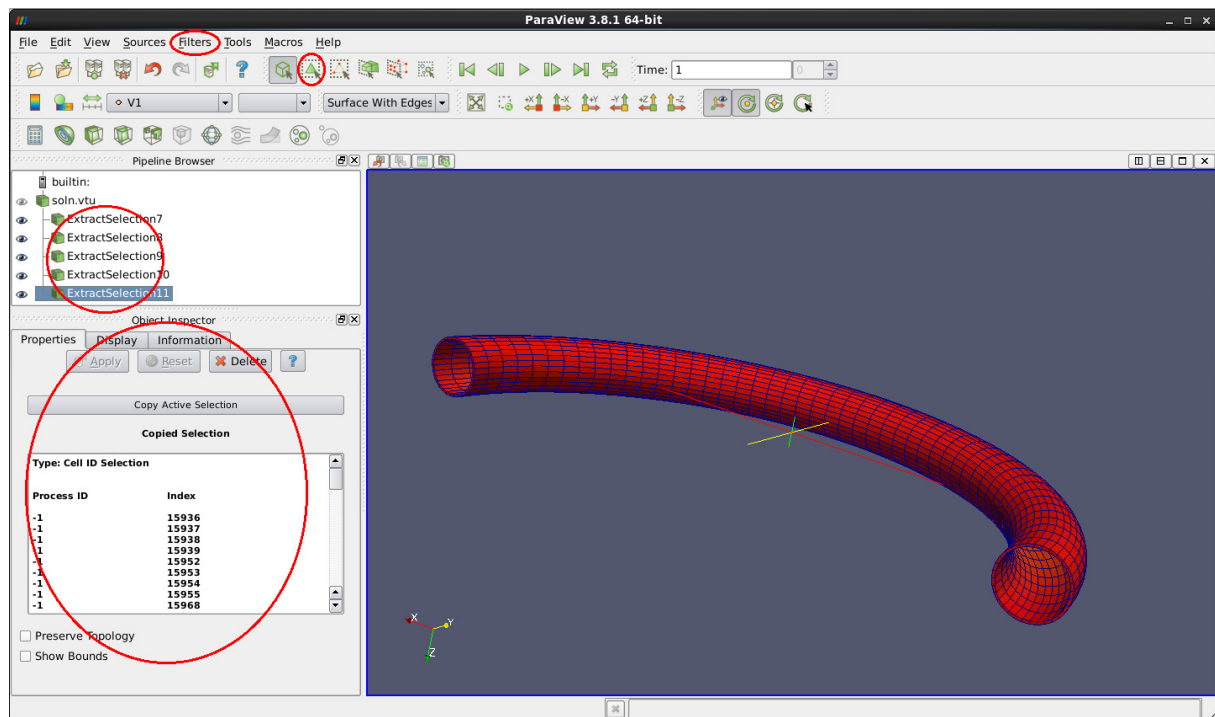 ParaView 3.8.1 64-bit
File Edit View Sources Filters Tools Macros Help
? Time: 1 0
V1 Surface With Edges +X -X +Y -Y +Z -Z
Pipeline Browser
builtin:
soln.vtu
ExtractSelection7
ExtractSelection8
ExtractSelection9
ExtractSelection10
ExtractSelection11
Object Inspector
Properties Display Information
Apply Reset Delete ?
Copy Active Selection
Copied Selection
Type: Cell ID Selection
Process ID Index
-1 15936
-1 15937
-1 15938
-1 15939
-1 15952
-1 15953
-1 15954
-1 15955
-1 15968
Preserve Topology
Show Bounds
X Y
Z